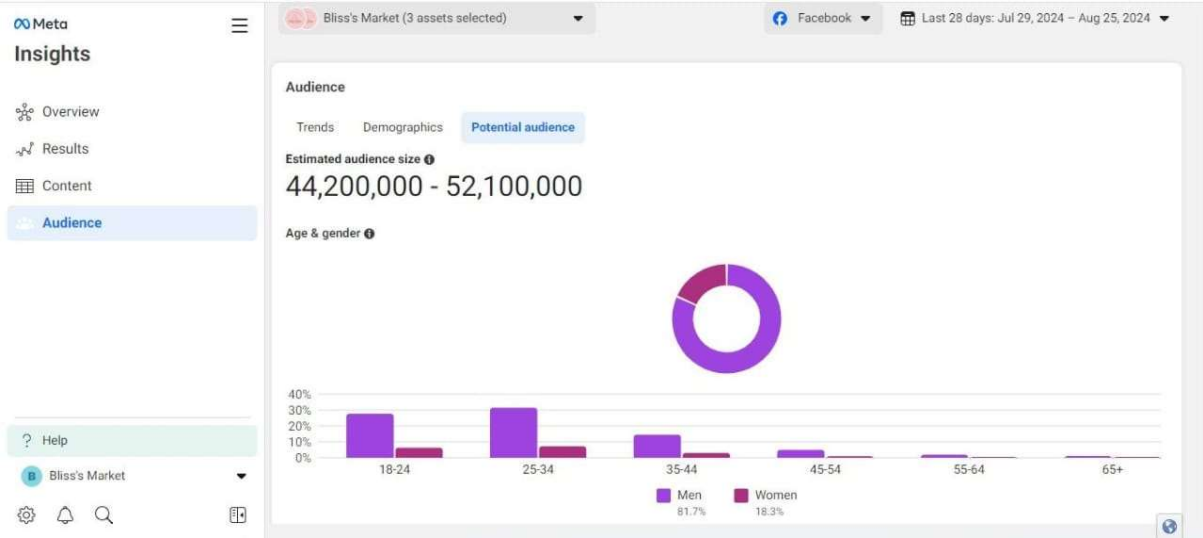 Meta
Insights
Overview
Results
Content
Audience
Help
B Bliss's Market
Bliss's Market (3 assets selected)
Facebook
Last 28 days: Jul 29, 2024 – Aug 25, 2024
Audience
Trends Demographics Potential audience
Estimated audience size
44,200,000 - 52,100,000
Age & gender
40%
30%
20%
10%
0%
18-24 25-34 35-44 45-54 55-64 65+
Men Women
81.7% 18.3%